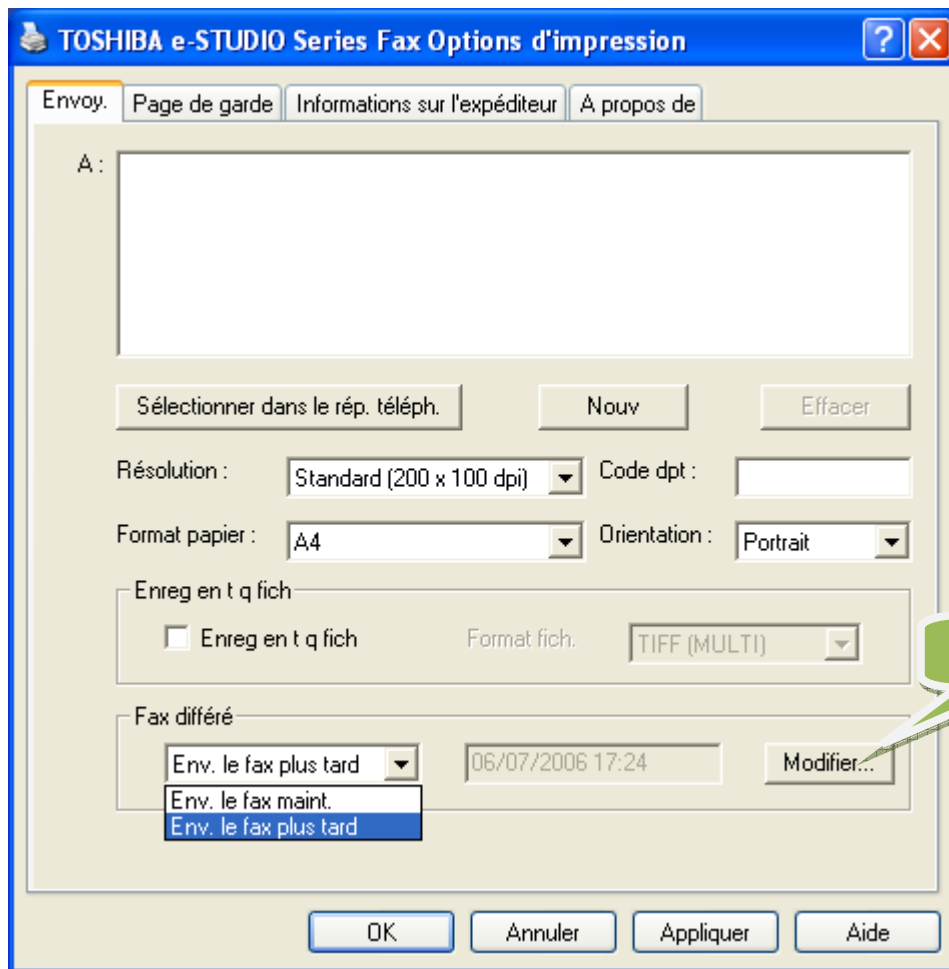 TOSHIBA e-STUDIO Series Fax Options d'impression
Envoy. Page de garde Informations sur l'expéditeur A propos de
A :
Sélectionner dans le rép. téléph. Nouv Effacer
Résolution : Standard (200 x 100 dpi) Code dpt :
Format papier : A4 Orientation : Portrait
Enreg en t q fich
Enreg en t q fich Format fich. TIFF (MULTI)
Fax différé
Env. le fax plus tard 06/07/2006 17:24 Modifier...
Env. le fax maint.
Env. le fax plus tard
OK Annuler Appliquer Aide